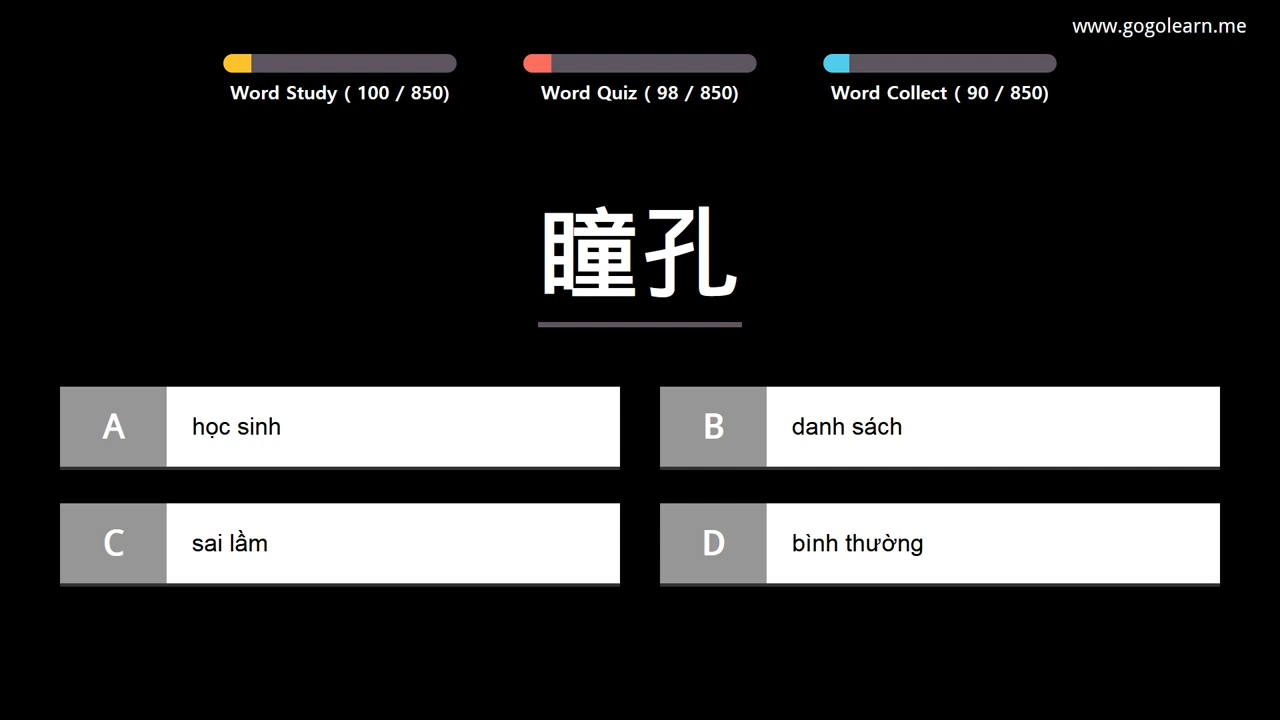 www.gogolearn.me
Word Study ( 100 / 850)
Word Quiz ( 98 / 850)
Word Collect ( 90 / 850)
瞳孔
A học sinh
B danh sách
C sai lầm
D bình thường